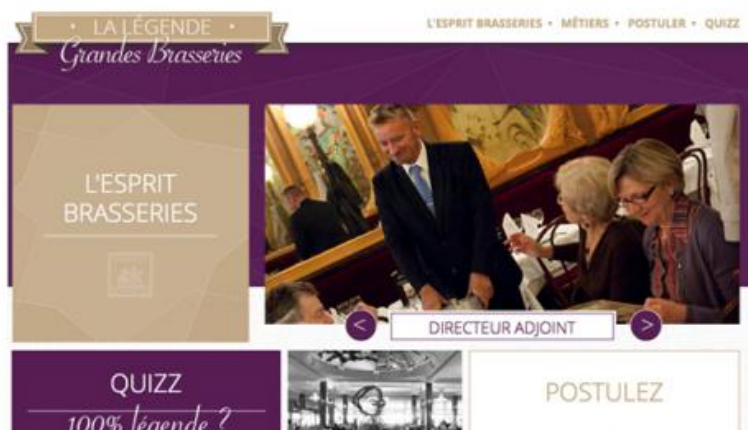 LA LÉGENDE
Grandes Brasseries
L'ESPRIT BRASSERIES • MÉTIERS • POSTULER • QUIZZ
L'ESPRIT
BRASSERIES
< DIRECTEUR ADJOINT >
QUIZZ
100% légende ?
POSTULEZ